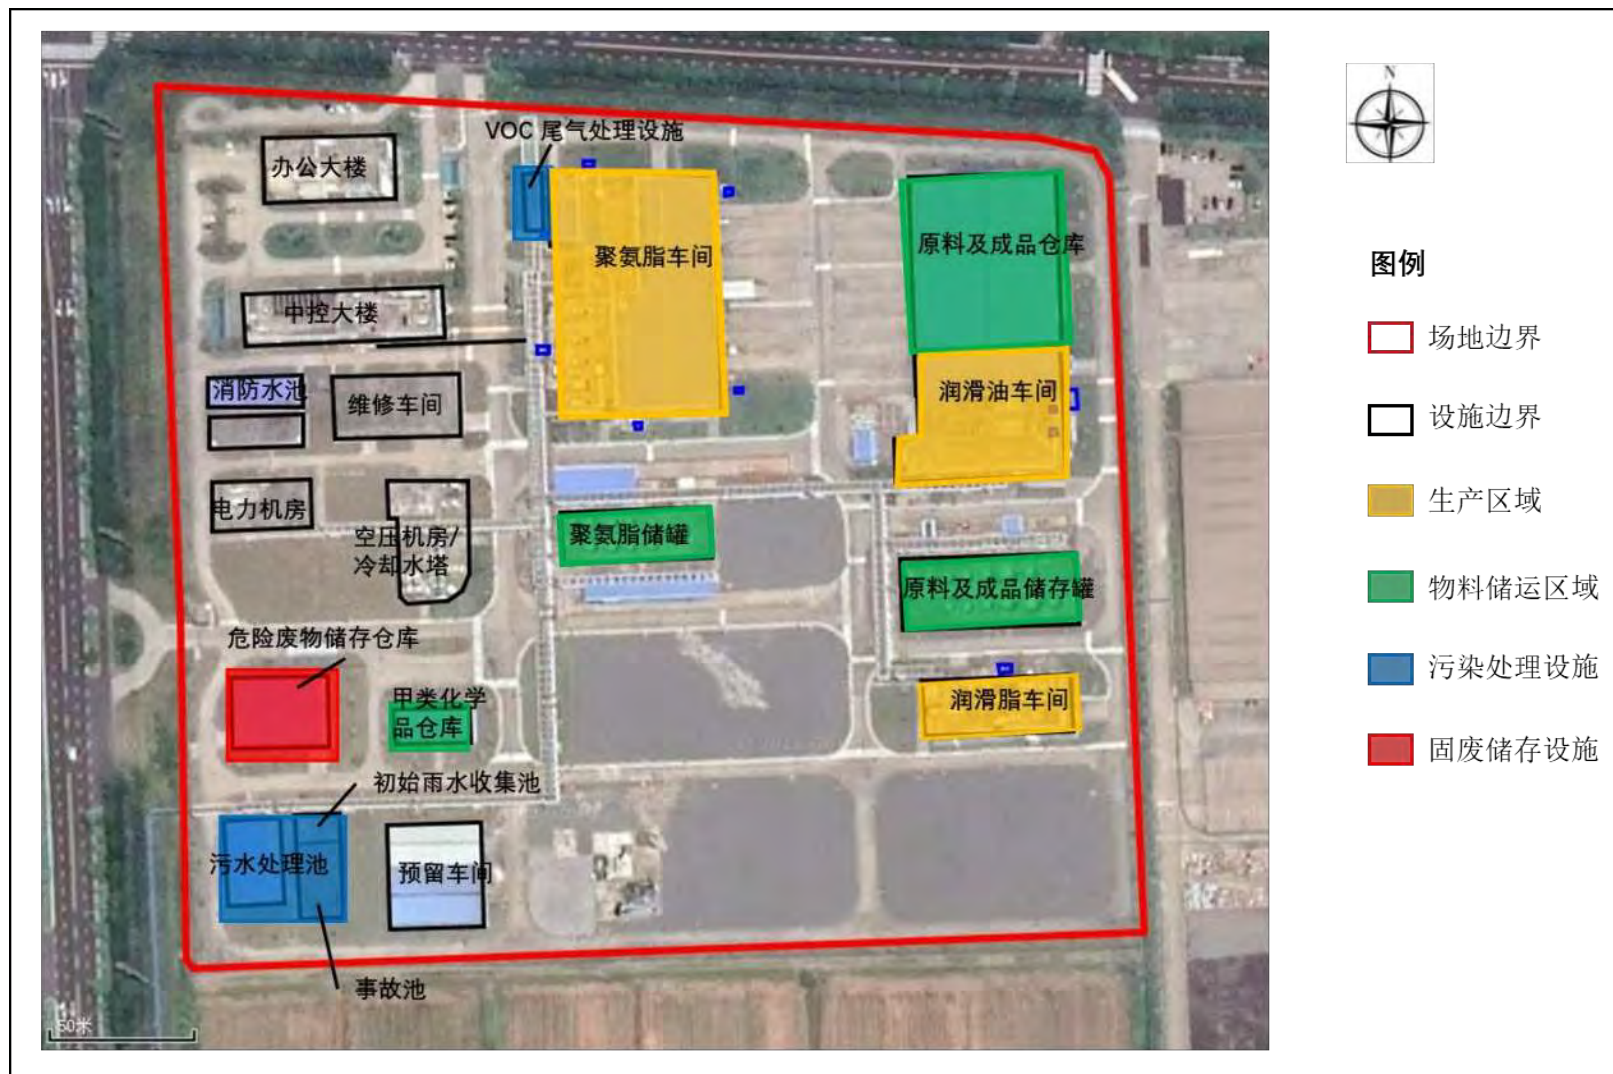 N
VOC 尾气处理设施
办公大楼
聚氨脂车间
原料及成品仓库
中控大楼
消防水池
维修车间
润滑油车间
电力机房
空压机房/
冷却水塔
聚氨脂储罐
原料及成品储存罐
危险废物储存仓库
甲类化学
品仓库
润滑脂车间
初始雨水收集池
污水处理池
预留车间
事故池
50米
图例
场地边界
设施边界
生产区域
物料储运区域
污染处理设施
固废储存设施